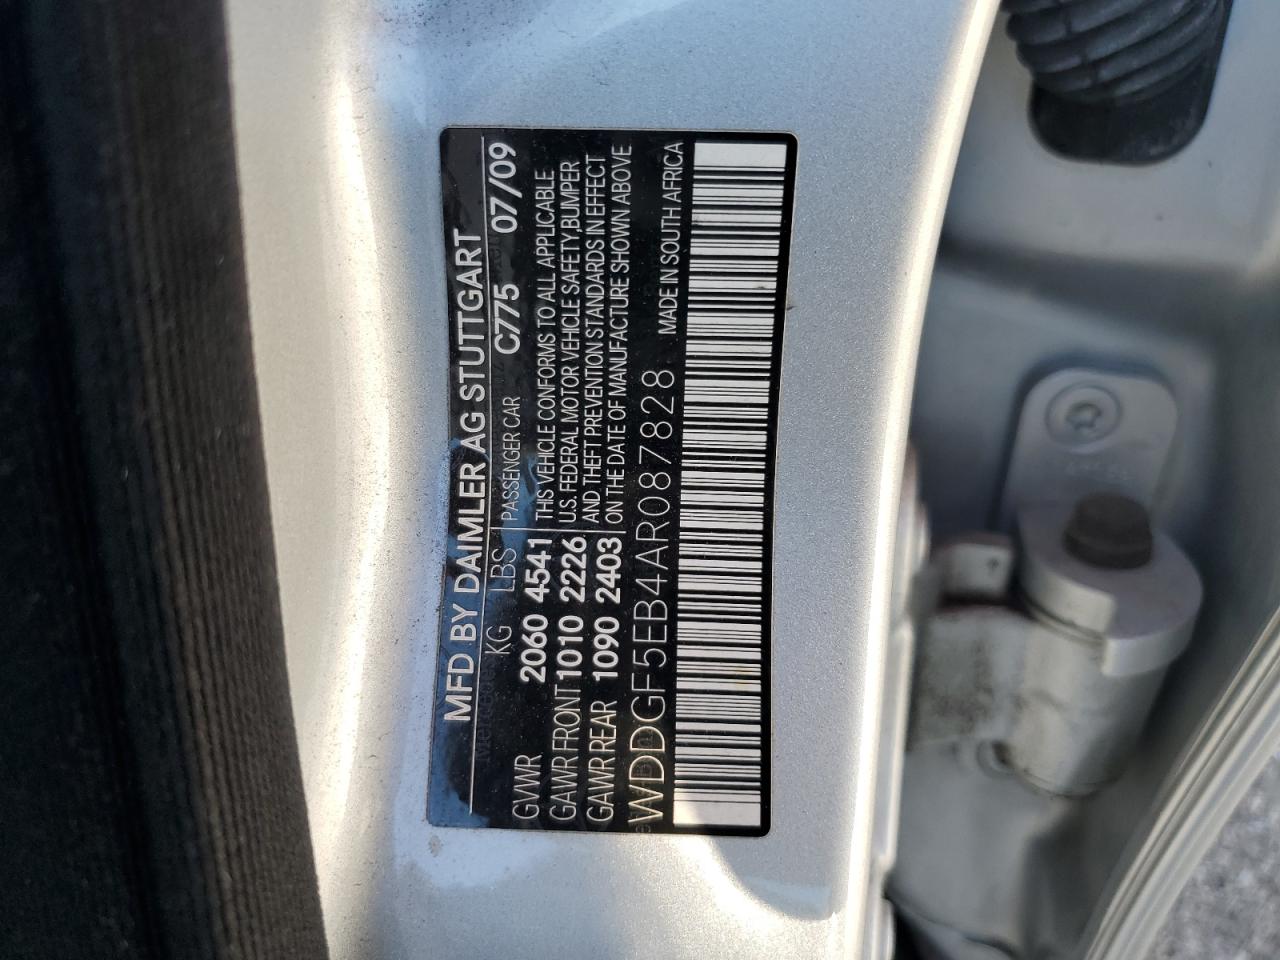 MFD BY DAIMLER AG STUTTGART
KG LBS PASSENGER CAR C775 07/09
GVWR 2060 4541 THIS VEHICLE CONFORMS TO ALL APPLICABLE
GAWR FRONT 1010 2226 U.S. FEDERAL MOTOR VEHICLE SAFETY,BUMPER
GAWR REAR 1090 2403 AND THEFT PREVENTION STANDARDS IN EFFECT
ON THE DATE OF MANUFACTURE SHOWN ABOVE
WDDGF5EB4AR087828 MADE IN SOUTH AFRICA